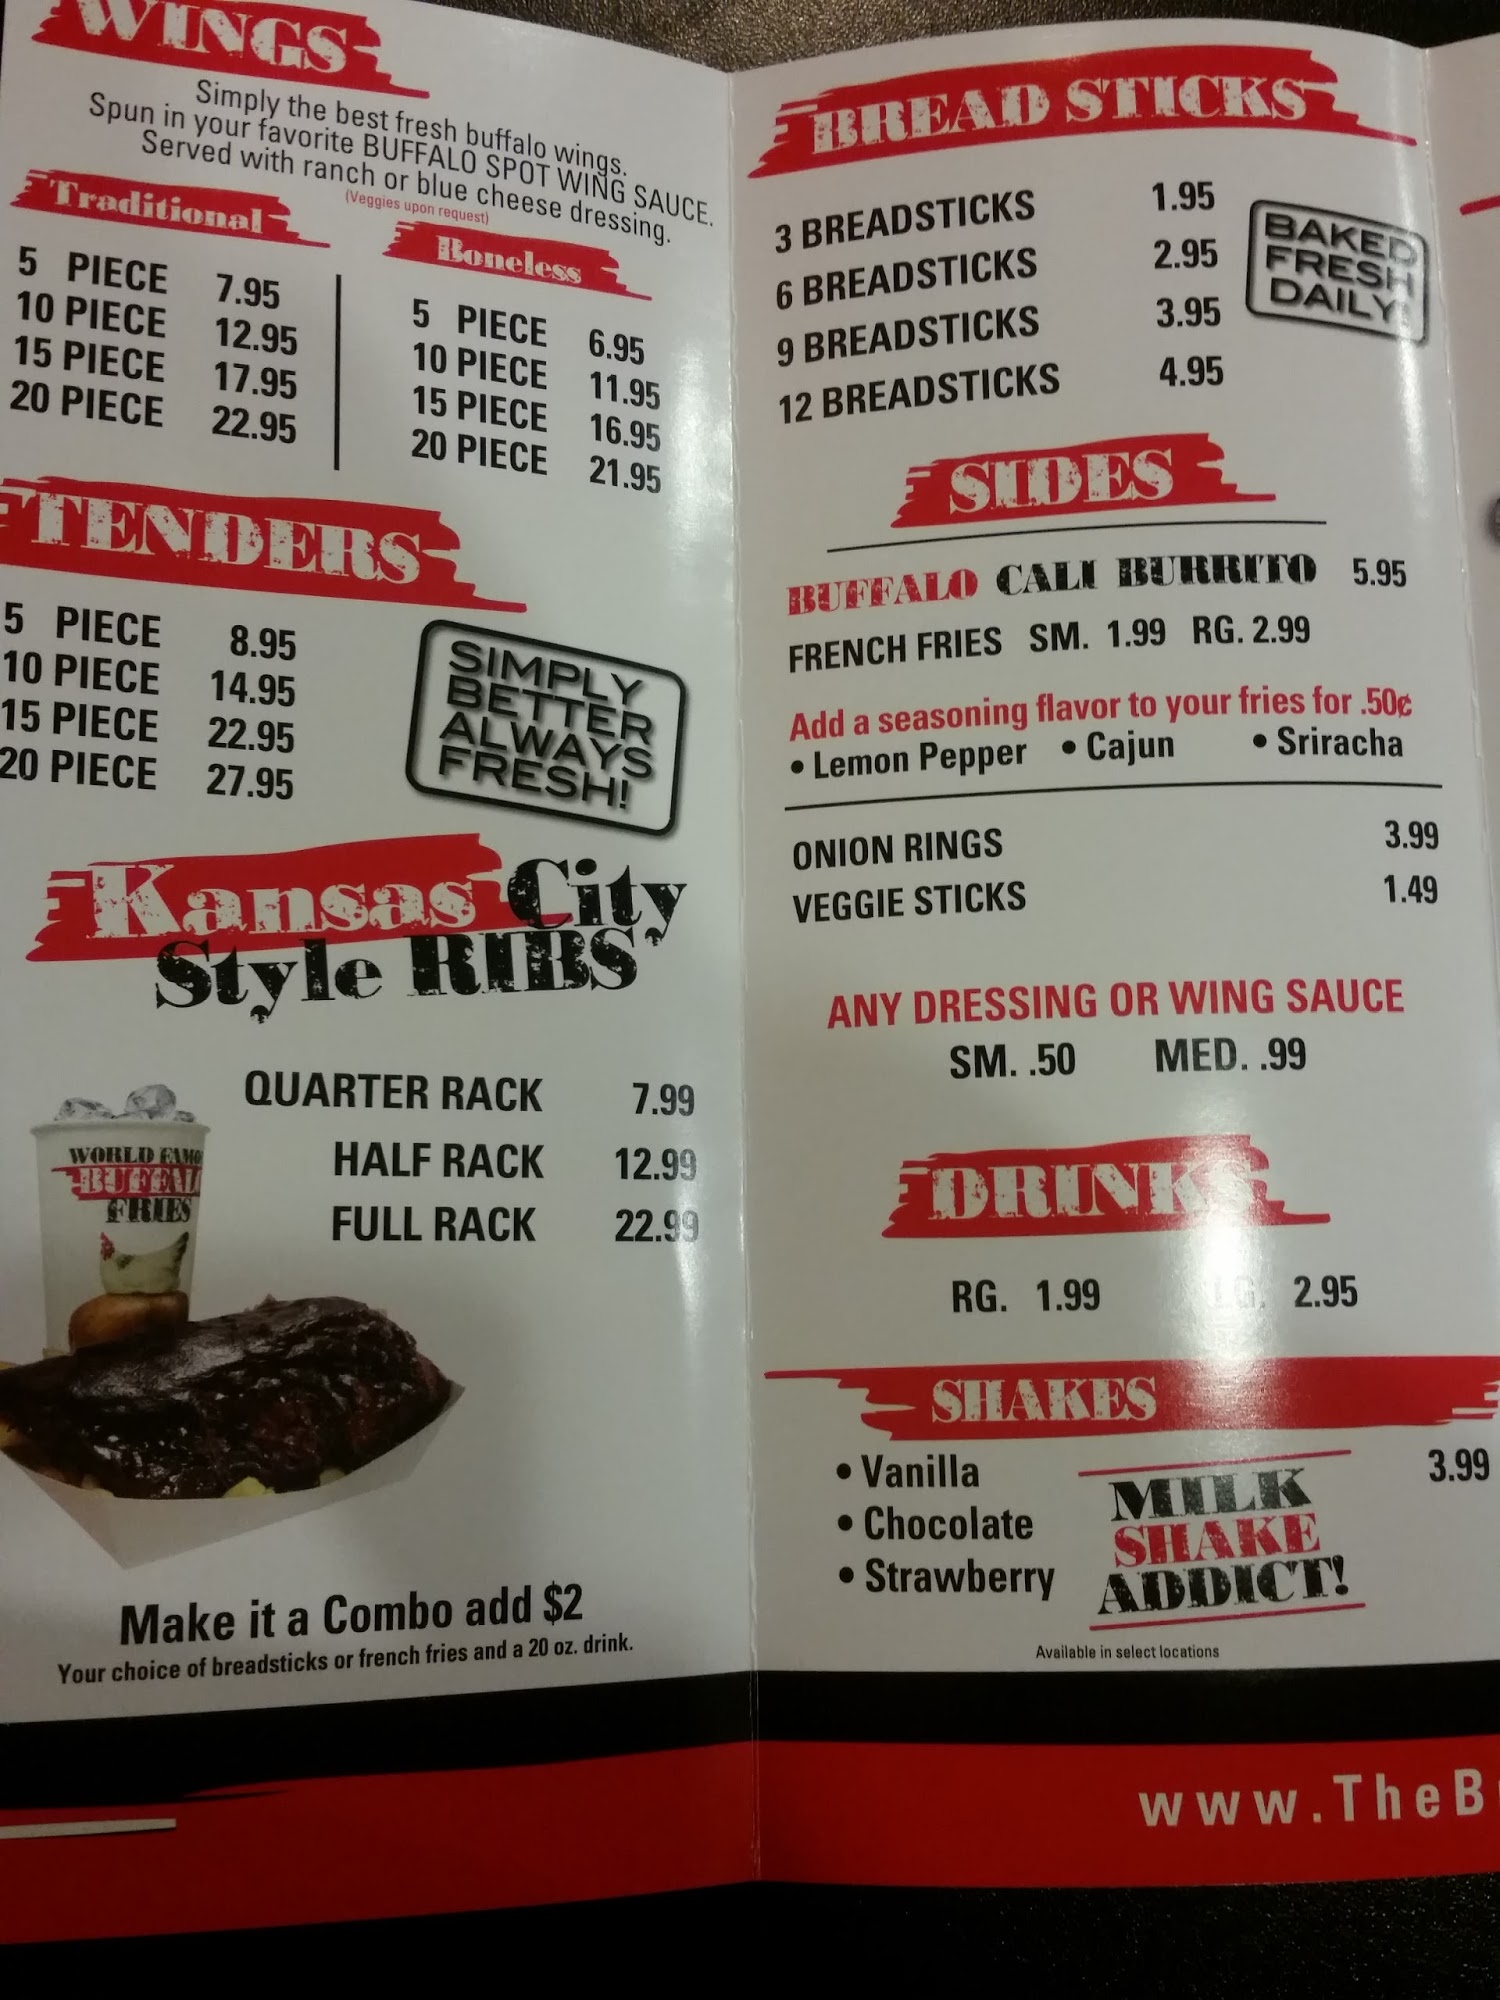 WINGS
Simply the best fresh buffalo wings.
Spun in your favorite BUFFALO SPOT WING SAUCE.
Served with ranch or blue cheese dressing.
(Veggies upon request)
Traditional
5 PIECE 7.95
10 PIECE 12.95
15 PIECE 17.95
20 PIECE 22.95
Boneless
5 PIECE 6.95
10 PIECE 11.95
15 PIECE 16.95
20 PIECE 21.95
TENDERS
5 PIECE 8.95
10 PIECE 14.95
15 PIECE 22.95
20 PIECE 27.95
SIMPLY
BETTER
ALWAYS
FRESH!
Kansas City
Style RIBS
QUARTER RACK 7.99
HALF RACK 12.99
FULL RACK 22.99
WORLD FAMO
BUFFAL
FRIES
Make it a Combo add $2
Your choice of breadsticks or french fries and a 20 oz. drink.
BREAD STICKS
3 BREADSTICKS 1.95
6 BREADSTICKS 2.95
9 BREADSTICKS 3.95
12 BREADSTICKS 4.95
BAKED
FRESH
DAILY!
SIDES
BUFFALO CALI BURRITO 5.95
FRENCH FRIES SM. 1.99 RG. 2.99
Add a seasoning flavor to your fries for .50¢
• Lemon Pepper • Cajun • Sriracha
ONION RINGS 3.99
VEGGIE STICKS 1.49
ANY DRESSING OR WING SAUCE
SM. .50 MED. .99
DRINKS
RG. 1.99 LG. 2.95
SHAKES
• Vanilla 3.99
• Chocolate
• Strawberry
MILK
SHAKE
ADDICT!
Available in select locations
www.TheB